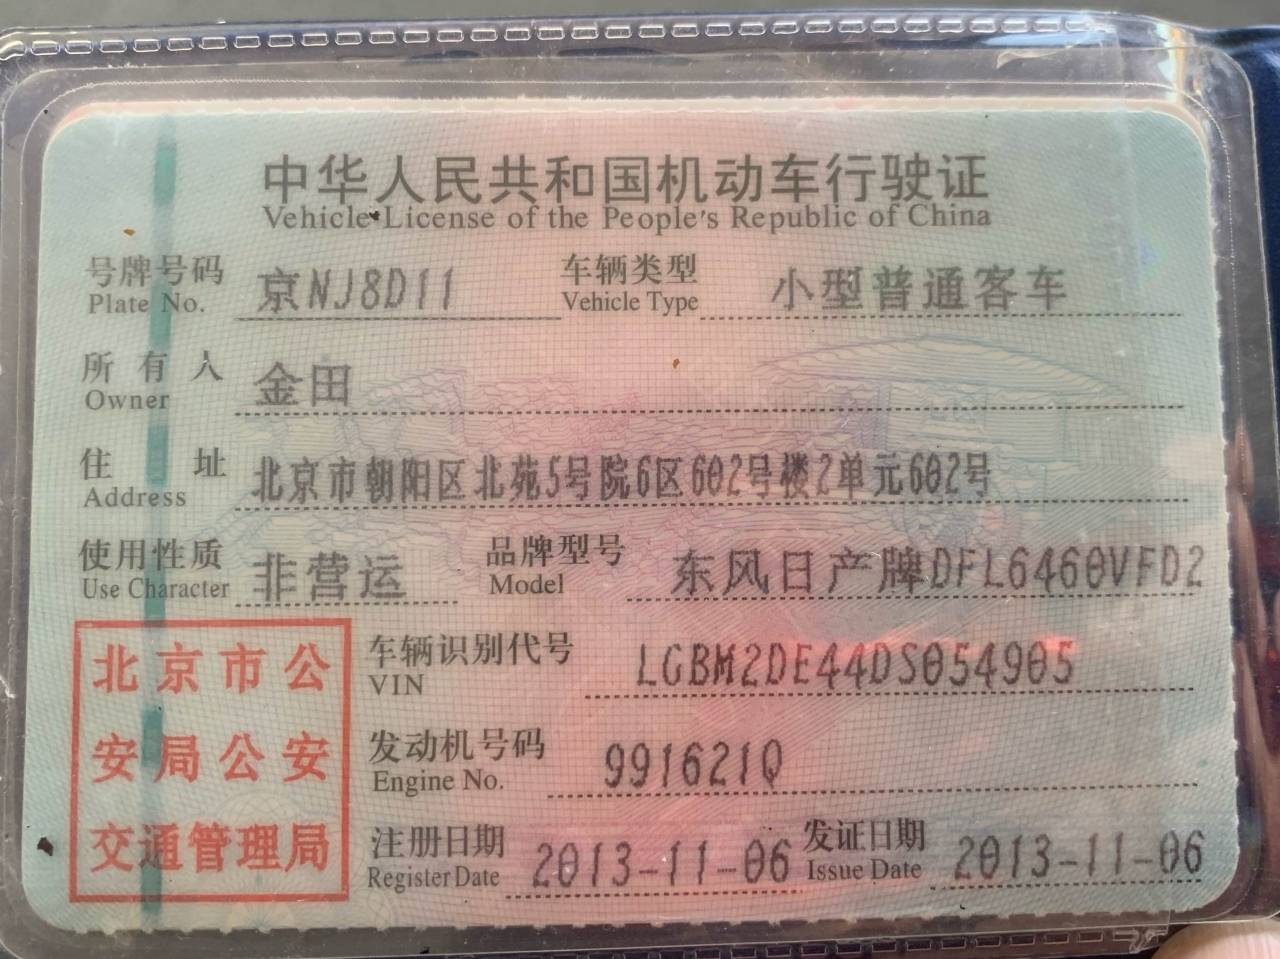 中华人民共和国机动车行驶证
Vehicle License of the People's Republic of China
号牌号码 京NJ8D11 车辆类型 小型普通客车
Plate No. Vehicle Type
所有人 金田
Owner
住址 北京市朝阳区北苑5号院6区602号楼2单元602号
Address
使用性质 非营运 品牌型号 东风日产牌DFL6460VFD2
Use Character Model
北京市公
安局公安
交通管理局
车辆识别代号 LGBM2DE44DS054905
VIN
发动机号码 991621Q
Engine No.
注册日期 2013-11-06 发证日期 2013-11-06
Register Date Issue Date